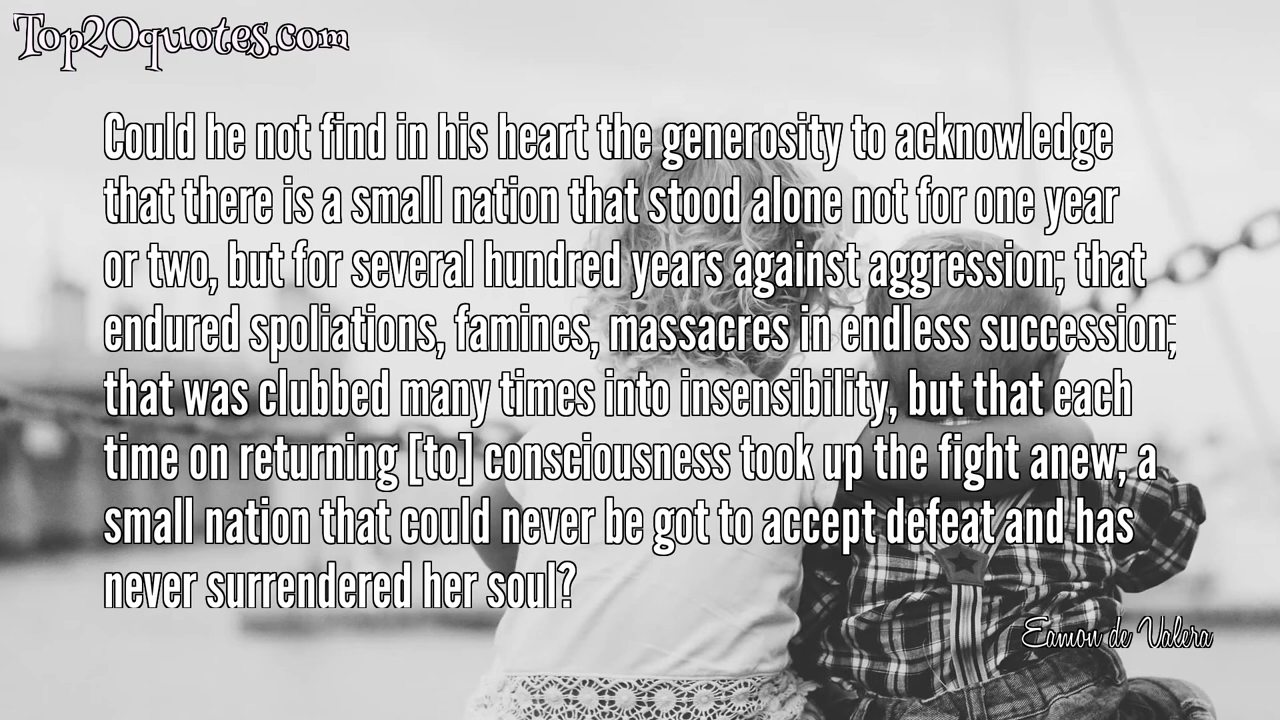 Top20quotes.com
Could he not find in his heart the generosity to acknowledge
that there is a small nation that stood alone not for one year
or two, but for several hundred years against aggression; that
endured spoliations, famines, massacres in endless succession;
that was clubbed many times into insensibility, but that each
time on returning [to] consciousness took up the fight anew; a
small nation that could never be got to accept defeat and has
never surrendered her soul?
Eamon de Valera